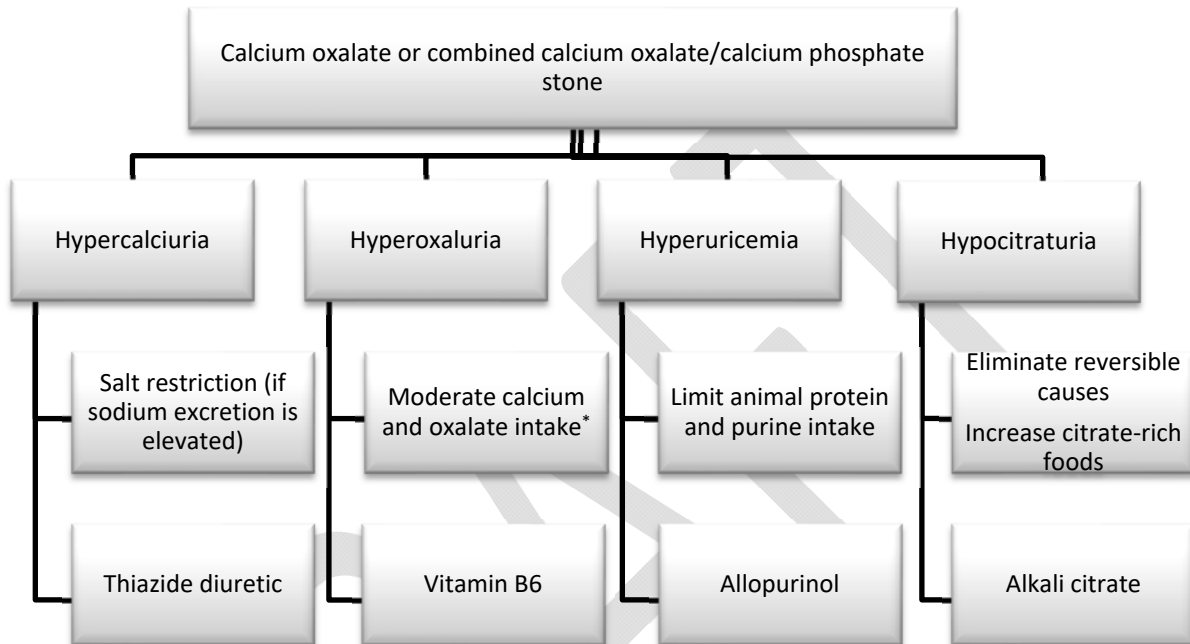 Calcium oxalate or combined calcium oxalate/calcium phosphate
stone
Hypercalciuria
Hyperoxaluria
Hyperuricemia
Hypocitraturia
Salt restriction (if
sodium excretion is
elevated)
Moderate calcium
and oxalate intake*
Limit animal protein
and purine intake
Eliminate reversible
causes
Increase citrate-rich
foods
Thiazide diuretic
Vitamin B6
Allopurinol
Alkali citrate